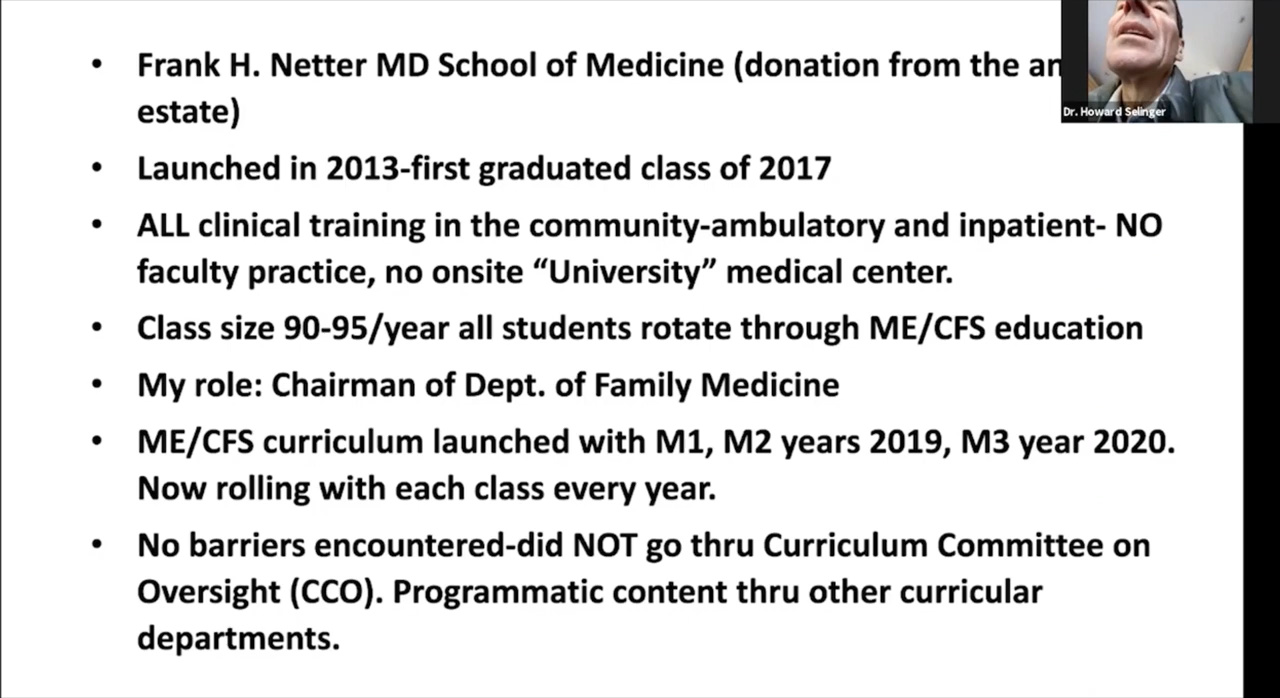 • Frank H. Netter MD School of Medicine (donation from the
estate)
• Launched in 2013-first graduated class of 2017
• ALL clinical training in the community-ambulatory and inpatient- NO
faculty practice, no onsite “University” medical center.
• Class size 90-95/year all students rotate through ME/CFS education
• My role: Chairman of Dept. of Family Medicine
• ME/CFS curriculum launched with M1, M2 years 2019, M3 year 2020.
Now rolling with each class every year.
• No barriers encountered-did NOT go thru Curriculum Committee on
Oversight (CCO). Programmatic content thru other curricular
departments.
Dr. Howard Selinger